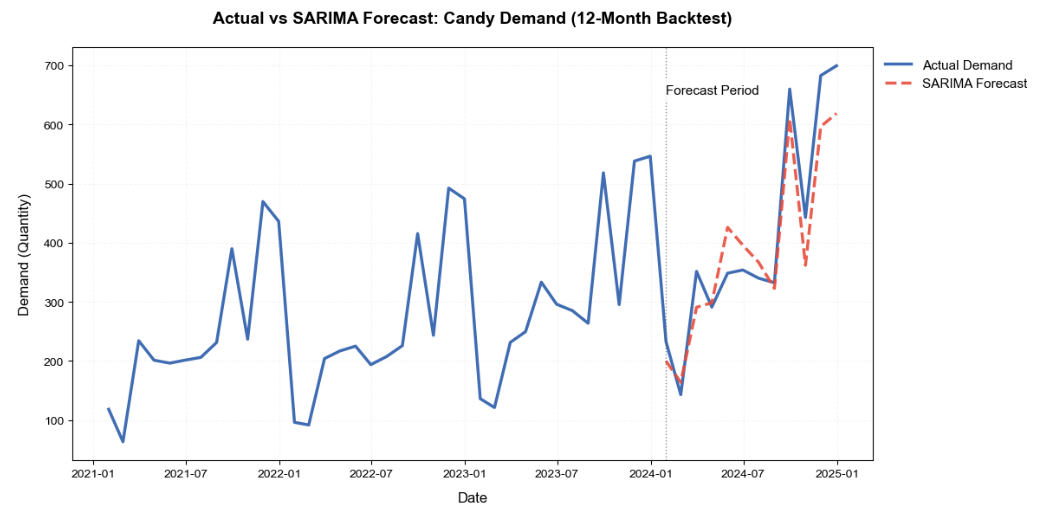 Actual vs SARIMA Forecast: Candy Demand (12-Month Backtest)
700
600
500
400
300
200
100
Demand (Quantity)
Forecast Period
Actual Demand
SARIMA Forecast
2021-01 2021-07 2022-01 2022-07 2023-01 2023-07 2024-01 2024-07 2025-01
Date